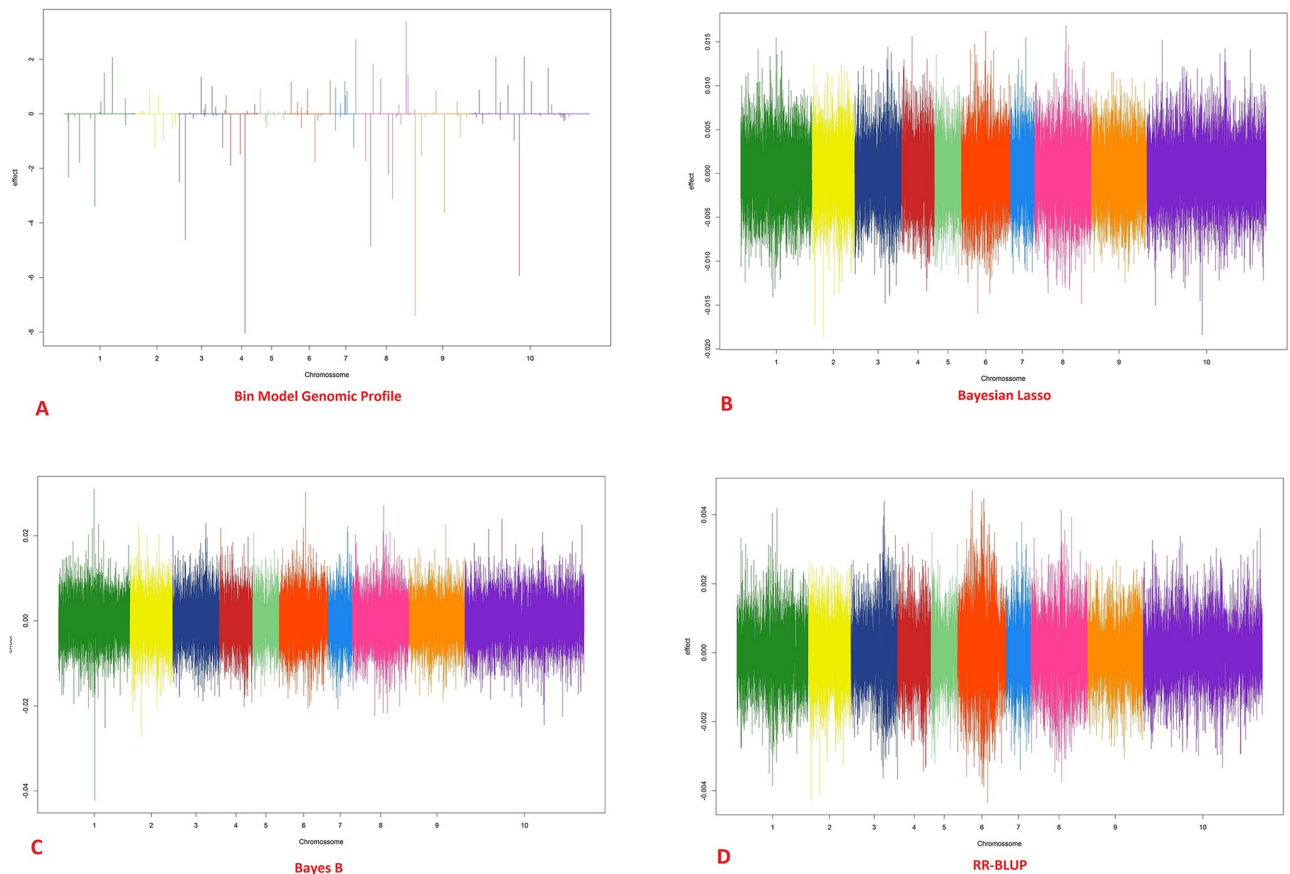 2
0
-2
-4
-6
-8
effect
1 2 3 4 5 6 7 8 9 10
Chromossome
A
Bin Model Genomic Profile
0.015
0.010
0.005
0.000
-0.005
-0.010
-0.015
-0.020
effect
1 2 3 4 5 6 7 8 9 10
Chromossome
B
Bayesian Lasso
0.02
0.00
-0.02
-0.04
1 2 3 4 5 6 7 8 9 10
Chromossome
C
Bayes B
0.004
0.002
0.000
-0.002
-0.004
effect
1 2 3 4 5 6 7 8 9 10
Chromossome
D
RR-BLUP